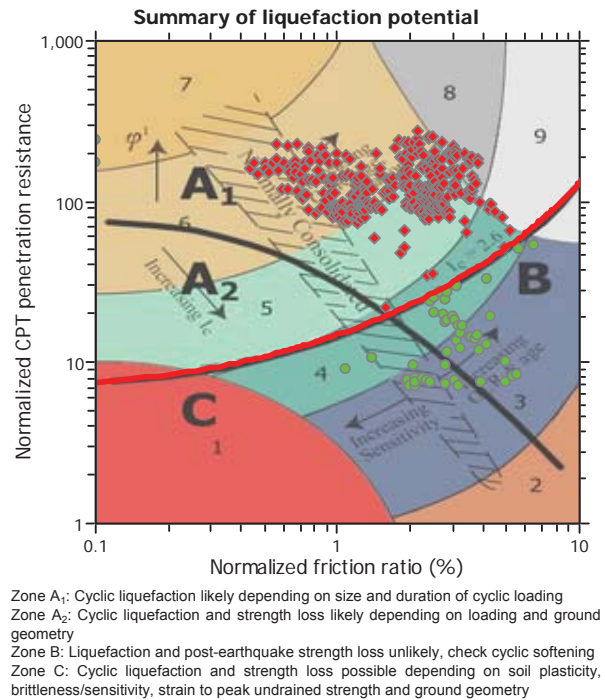 Summary of liquefaction potential
1,000
7
8
9
φ'
A1
Normally Consolidated
100
6
A2
Ic = 2.6
B
Increasing Ic
5
10
4
Increasing
OCR & age
C
3
Increasing
Sensitivity
1
2
1
0.1
1
10
Normalized CPT penetration resistance
Normalized friction ratio (%)
Zone A1: Cyclic liquefaction likely depending on size and duration of cyclic loading
Zone A2: Cyclic liquefaction and strength loss likely depending on loading and ground
geometry
Zone B: Liquefaction and post-earthquake strength loss unlikely, check cyclic softening
Zone C: Cyclic liquefaction and strength loss possible depending on soil plasticity,
brittleness/sensitivity, strain to peak undrained strength and ground geometry